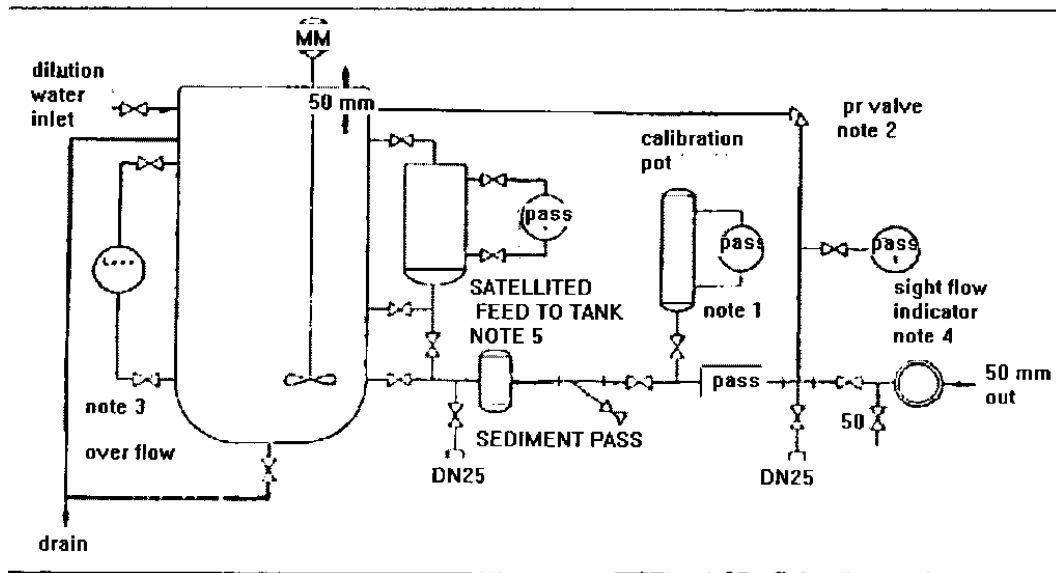 MM
dilution
water
inlet
50 mm
pr valve
note 2
calibration
pot
pass
pass
pass
SATELLITED
FEED TO TANK
NOTE 5
note 1
sight flow
indicator
note 4
pass
50 mm
out
note 3
50
SEDIMENT PASS
over flow
DN25
DN25
drain